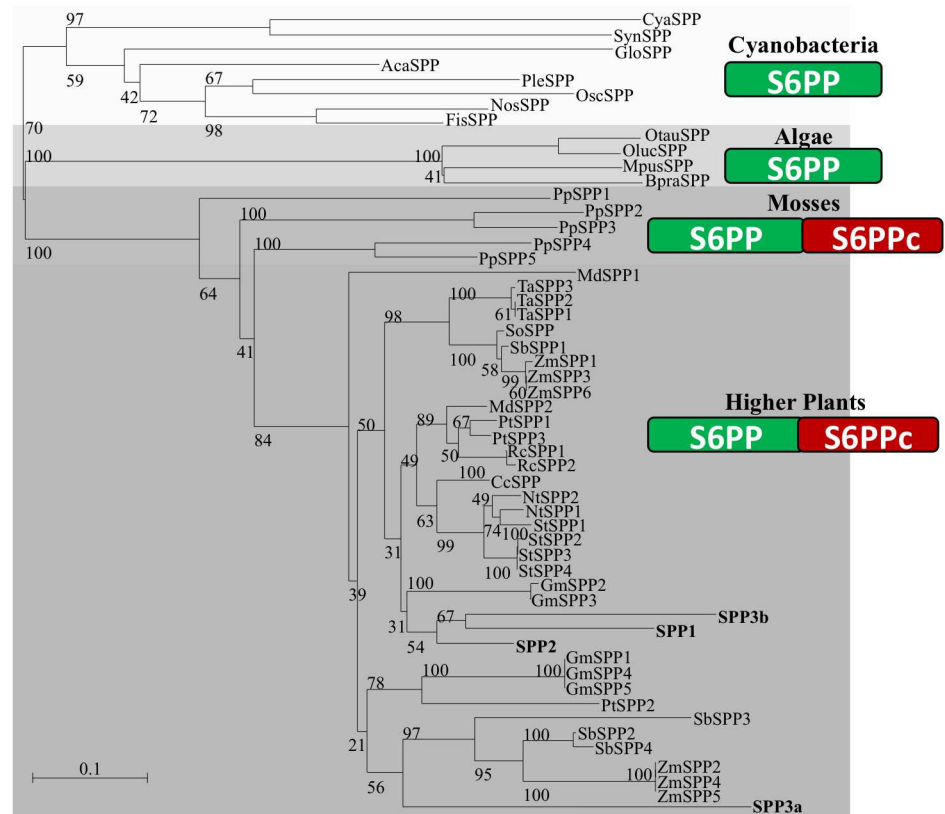 97
CyaSPP
SynSPP
GloSPP
Cyanobacteria
59
AcaSPP
S6PP
42
67
PleSPP
OscSPP
72
NosSPP
98
FisSPP
70
Algae
OtauSPP
100
100
OlucSPP
S6PP
MpusSPP
41
BpraSPP
PpSPP1
Mosses
100
PpSPP2
PpSPP3
S6PP
S6PPc
100
PpSPP4
100
PpSPP5
64
MdSPP1
100
TaSPP3
TaSPP2
98
61
TaSPP1
SoSPP
41
100
SbSPP1
58
ZmSPP1
99
ZmSPP3
60
ZmSPP6
Higher Plants
MdSPP2
89
67
PtSPP1
50
PtSPP3
S6PP
S6PPc
84
50
RcSPP1
49
RcSPP2
100
CcSPP
49
NtSPP2
63
NtSPP1
74
StSPP1
100
StSPP2
99
31
StSPP3
100
StSPP4
100
GmSPP2
39
GmSPP3
67
SPP3b
31
SPP1
54
SPP2
GmSPP1
100
100
GmSPP4
78
GmSPP5
PtSPP2
SbSPP3
97
100
SbSPP2
21
SbSPP4
95
100
ZmSPP2
0.1
ZmSPP4
56
100
ZmSPP5
SPP3a